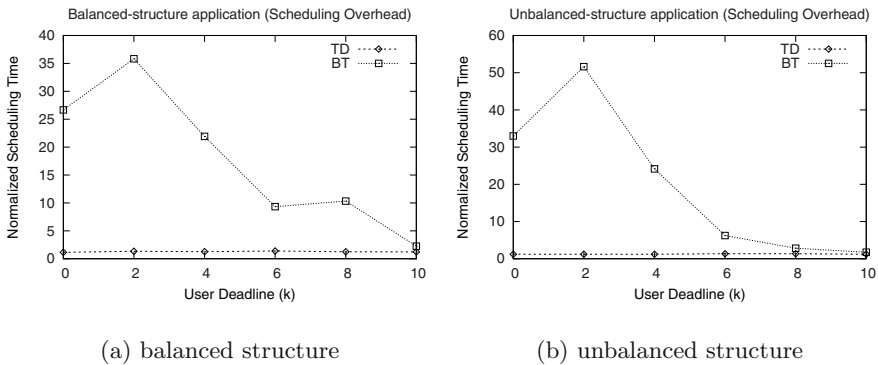 Balanced-structure application (Scheduling Overhead)
40
35
30
25
20
15
10
5
0
Normalized Scheduling Time
TD
BT
0 2 4 6 8 10
User Deadline (k)
(a) balanced structure
Unbalanced-structure application (Scheduling Overhead)
60
50
40
30
20
10
0
Normalized Scheduling Time
TD
BT
0 2 4 6 8 10
User Deadline (k)
(b) unbalanced structure